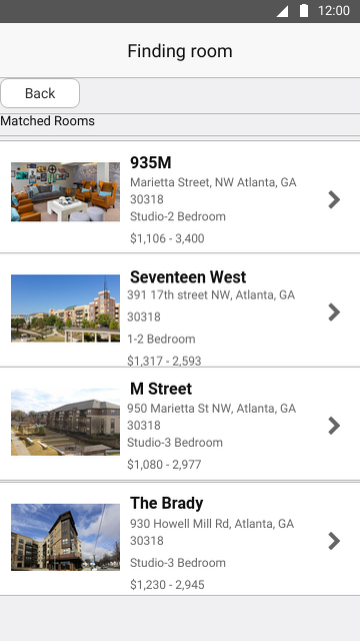 12:00
Finding room
Back
Matched Rooms
935M
Marietta Street, NW Atlanta, GA
30318
Studio-2 Bedroom
$1,106 - 3,400
Seventeen West
391 17th street NW, Atlanta, GA
30318
1-2 Bedroom
$1,317 - 2,593
M Street
950 Marietta St NW, Atlanta, GA
30318
Studio-3 Bedroom
$1,080 - 2,977
The Brady
930 Howell Mill Rd, Atlanta, GA
30318
Studio-3 Bedroom
$1,230 - 2,945